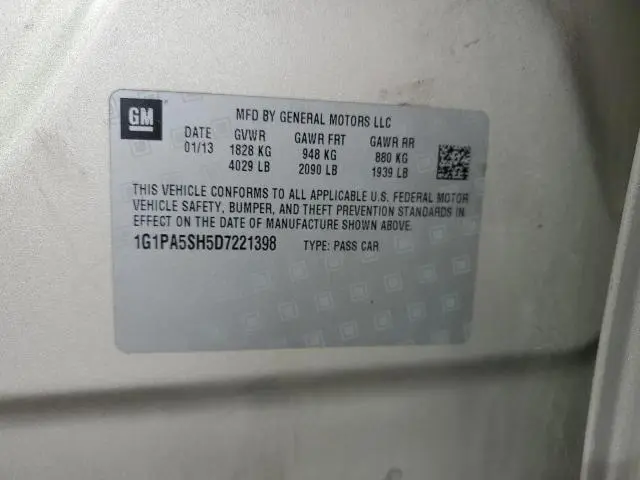 GM
MFD BY GENERAL MOTORS LLC
DATE GVWR GAWR FRT GAWR RR
01/13 1828 KG 948 KG 880 KG
4029 LB 2090 LB 1939 LB
THIS VEHICLE CONFORMS TO ALL APPLICABLE U.S. FEDERAL MOTOR
VEHICLE SAFETY, BUMPER, AND THEFT PREVENTION STANDARDS IN
EFFECT ON THE DATE OF MANUFACTURE SHOWN ABOVE.
1G1PA5SH5D7221398 TYPE: PASS CAR